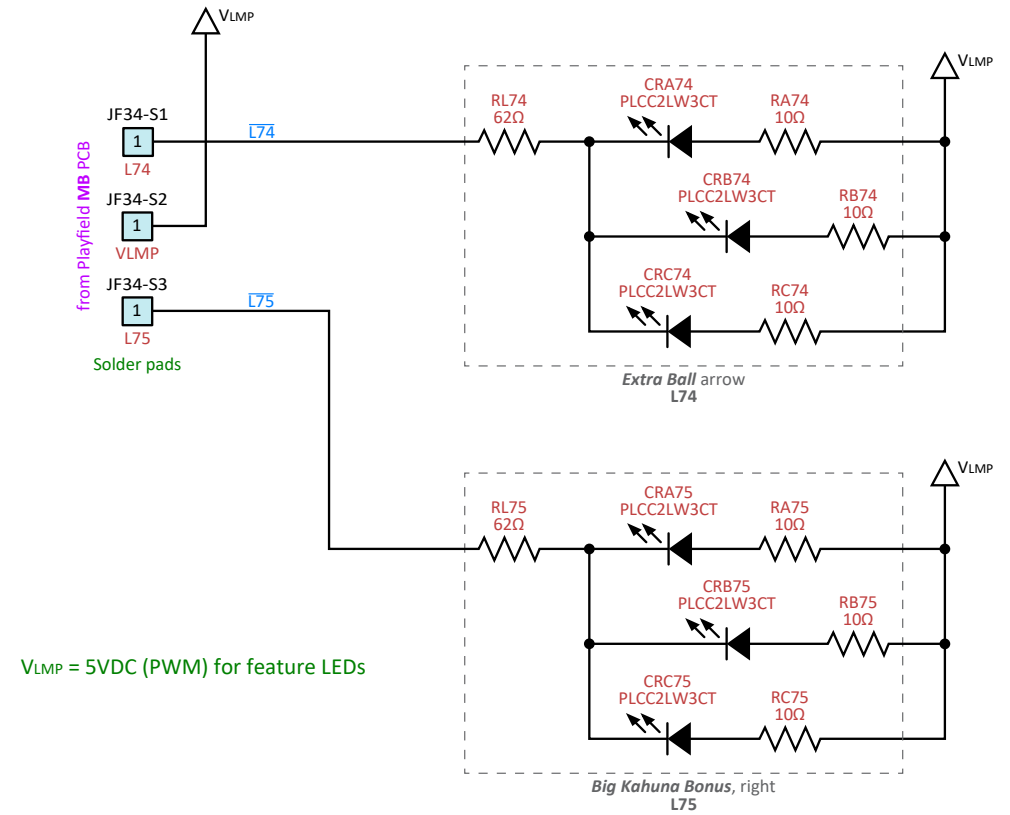 VLMP
JF34-S1
1
L74
JF34-S2
1
VLMP
JF34-S3
1
L75
Solder pads
from Playfield MB PCB
L74
L75
RL74
62Ω
CRA74
PLCC2LW3CT
RA74
10Ω
CRB74
PLCC2LW3CT
RB74
10Ω
CRC74
PLCC2LW3CT
RC74
10Ω
VLMP
Extra Ball arrow
L74
RL75
62Ω
CRA75
PLCC2LW3CT
RA75
10Ω
CRB75
PLCC2LW3CT
RB75
10Ω
CRC75
PLCC2LW3CT
RC75
10Ω
VLMP
Big Kahuna Bonus, right
L75
VLMP = 5VDC (PWM) for feature LEDs